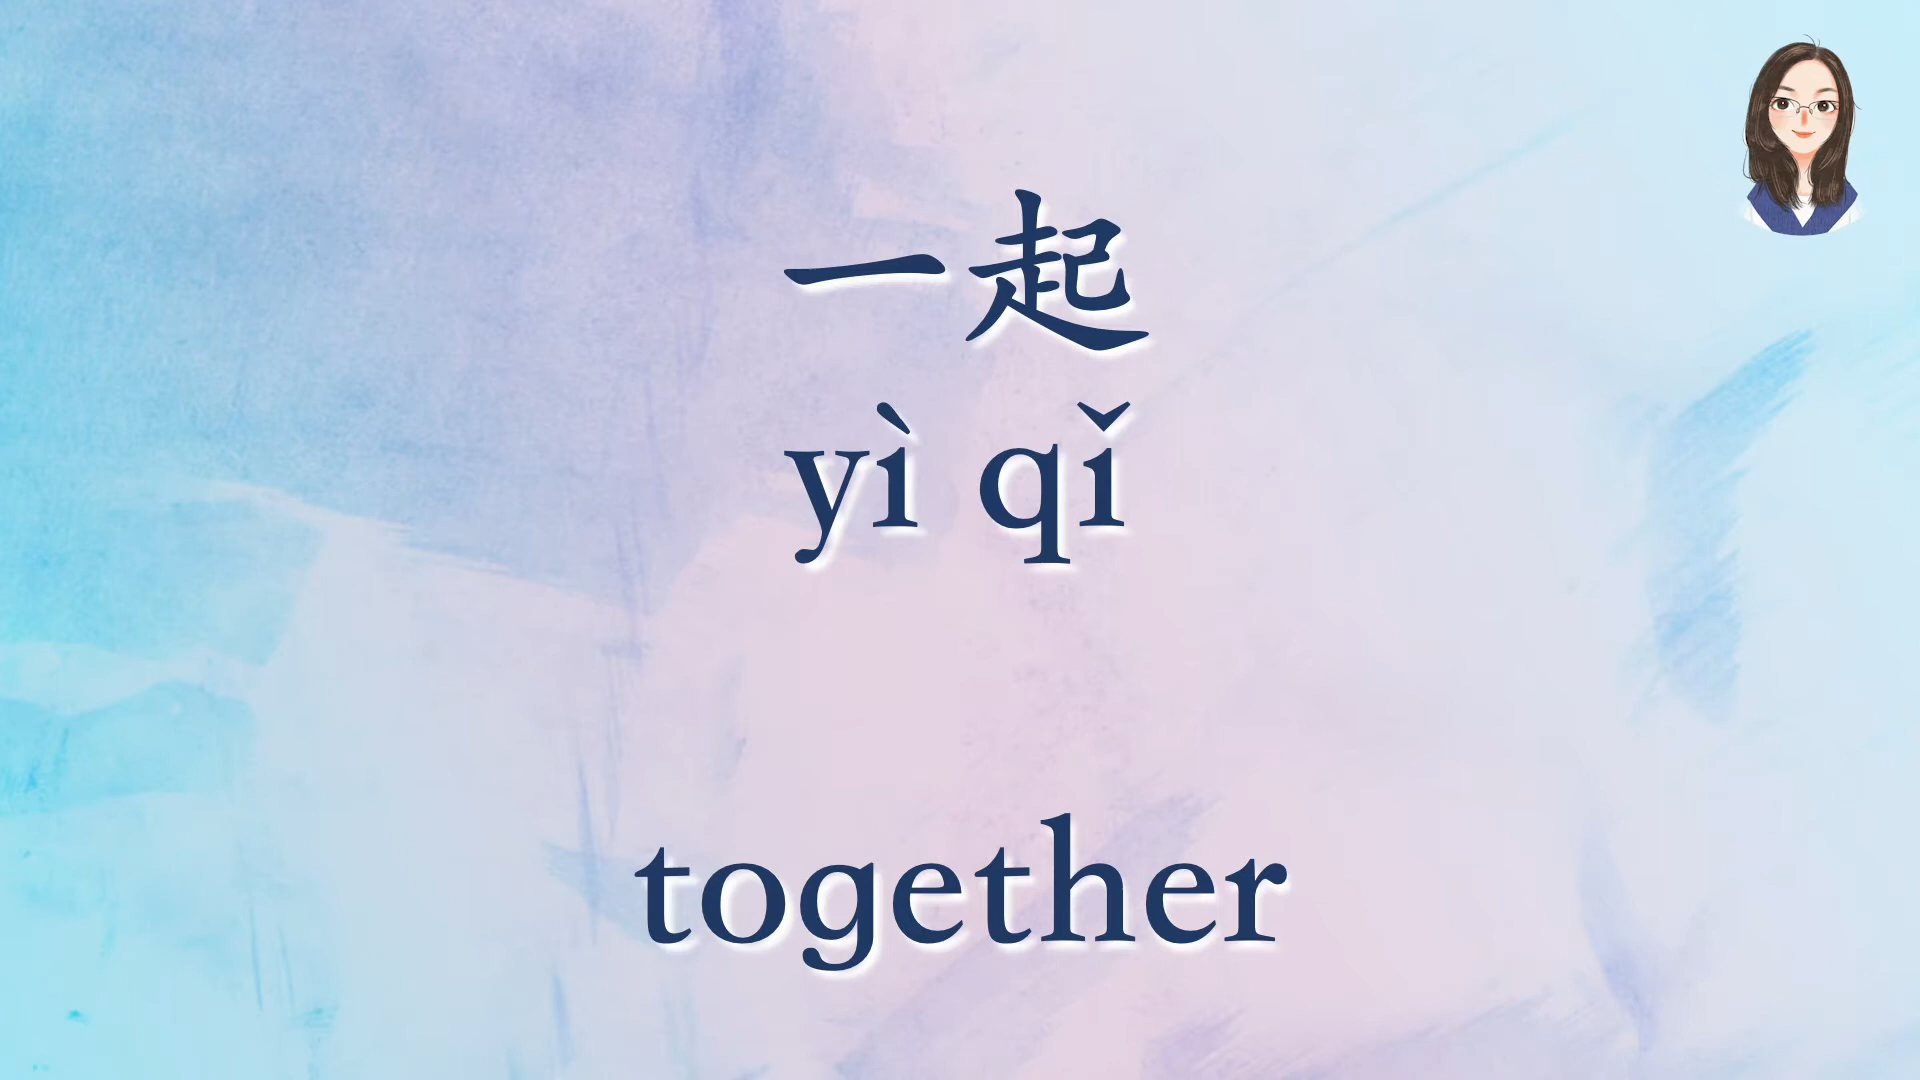 一起
yì qǐ
together